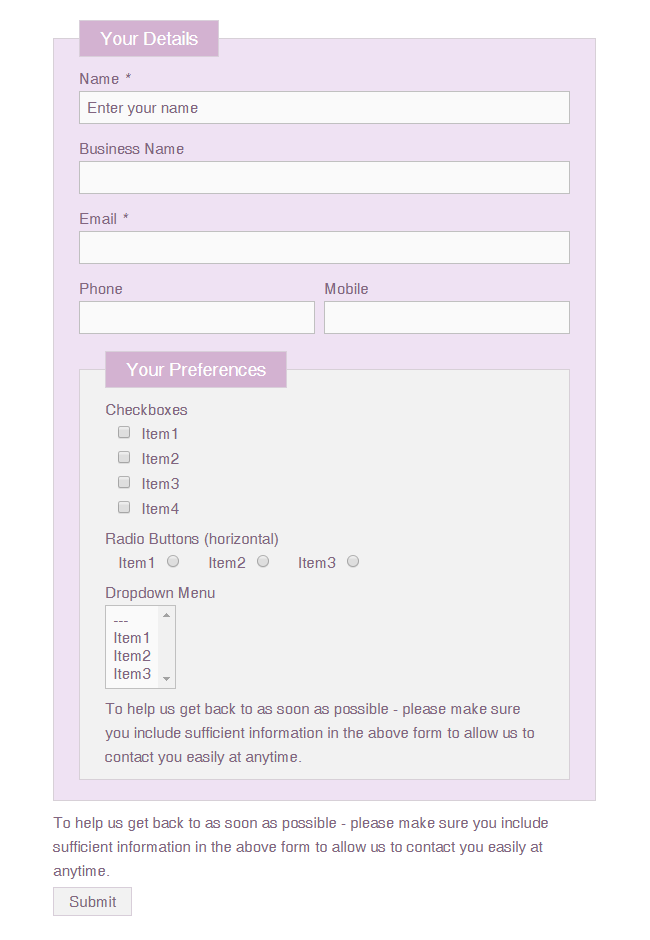 Your Details
Name *
Enter your name
Business Name
Email *
Phone Mobile
Your Preferences
Checkboxes
Item1
Item2
Item3
Item4
Radio Buttons (horizontal)
Item1 Item2 Item3
Dropdown Menu
---
Item1
Item2
Item3
To help us get back to as soon as possible - please make sure
you include sufficient information in the above form to allow us to
contact you easily at anytime.
To help us get back to as soon as possible - please make sure you include
sufficient information in the above form to allow us to contact you easily at
anytime.
Submit